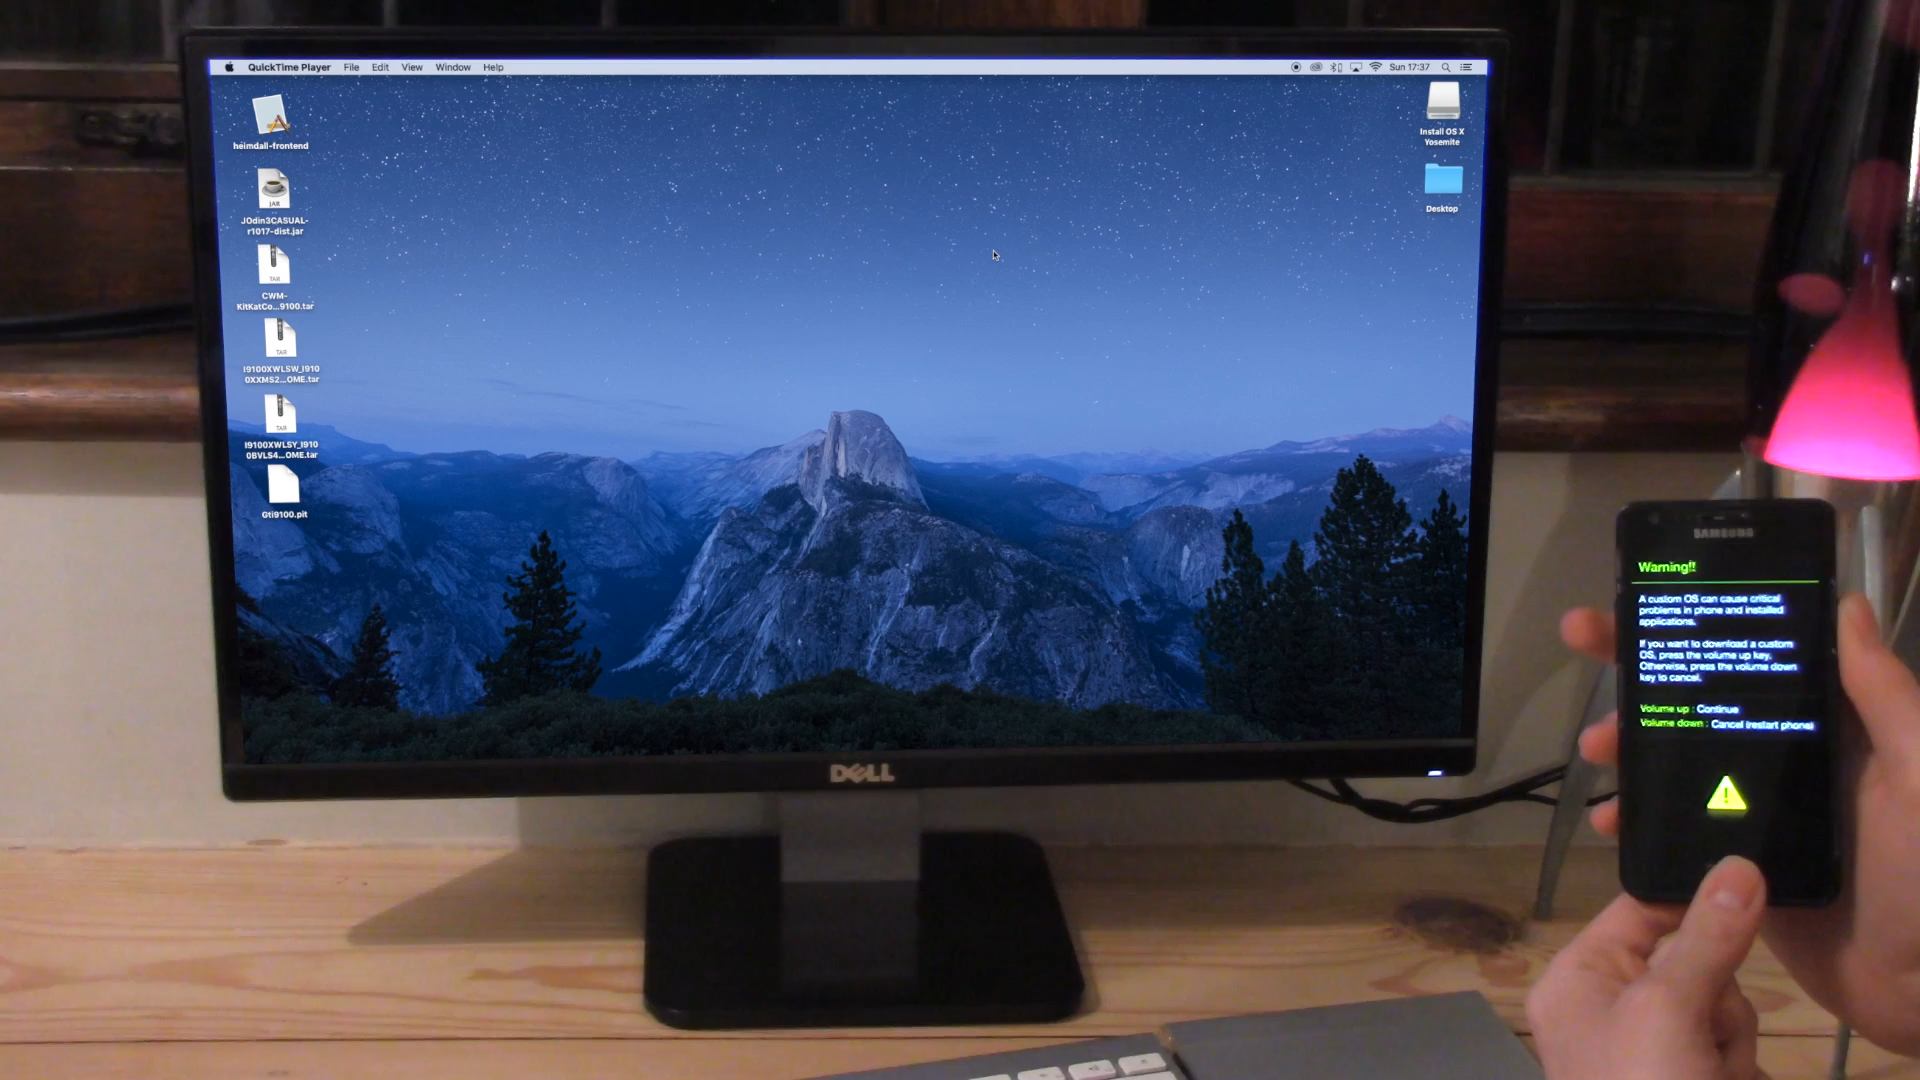 QuickTime Player File Edit View Window Help
Sun 17:37
heimdall-frontend
JAR
JOdin3CASUAL-
r1017-dist.jar
TAR
CWM-
KitKatCo...9100.tar
TAR
I9100XWLSW_I910
0XXMS2...OME.tar
TAR
I9100XWLSY_I910
0BVLS4...OME.tar
Gti9100.pit
Install OS X
Yosemite
Desktop
DELL
SAMSUNG
Warning!!
A custom OS can cause critical
problems in phone and installed
applications.
If you want to download a custom
OS, press the volume up key.
Otherwise, press the volume down
key to cancel.
Volume up : Continue
Volume down : Cancel (restart phone)